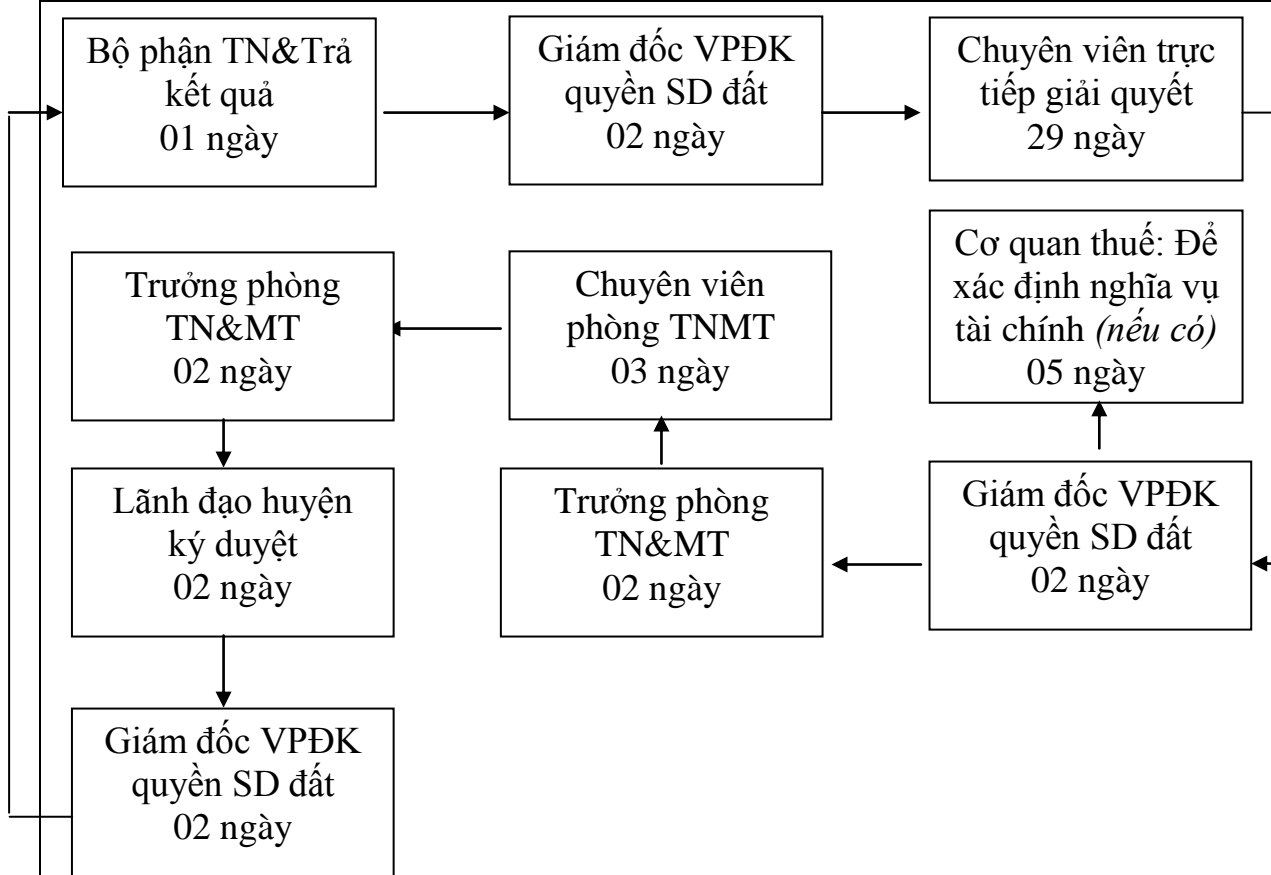 Bộ phận TN&Trả
kết quả
01 ngày
Giám đốc VPĐK
quyền SD đất
02 ngày
Chuyên viên trực
tiếp giải quyết
29 ngày
Trưởng phòng
TN&MT
02 ngày
Chuyên viên
phòng TNMT
03 ngày
Cơ quan thuế: Để
xác định nghĩa vụ
tài chính (nếu có)
05 ngày
Lãnh đạo huyện
ký duyệt
02 ngày
Trưởng phòng
TN&MT
02 ngày
Giám đốc VPĐK
quyền SD đất
02 ngày
Giám đốc VPĐK
quyền SD đất
02 ngày